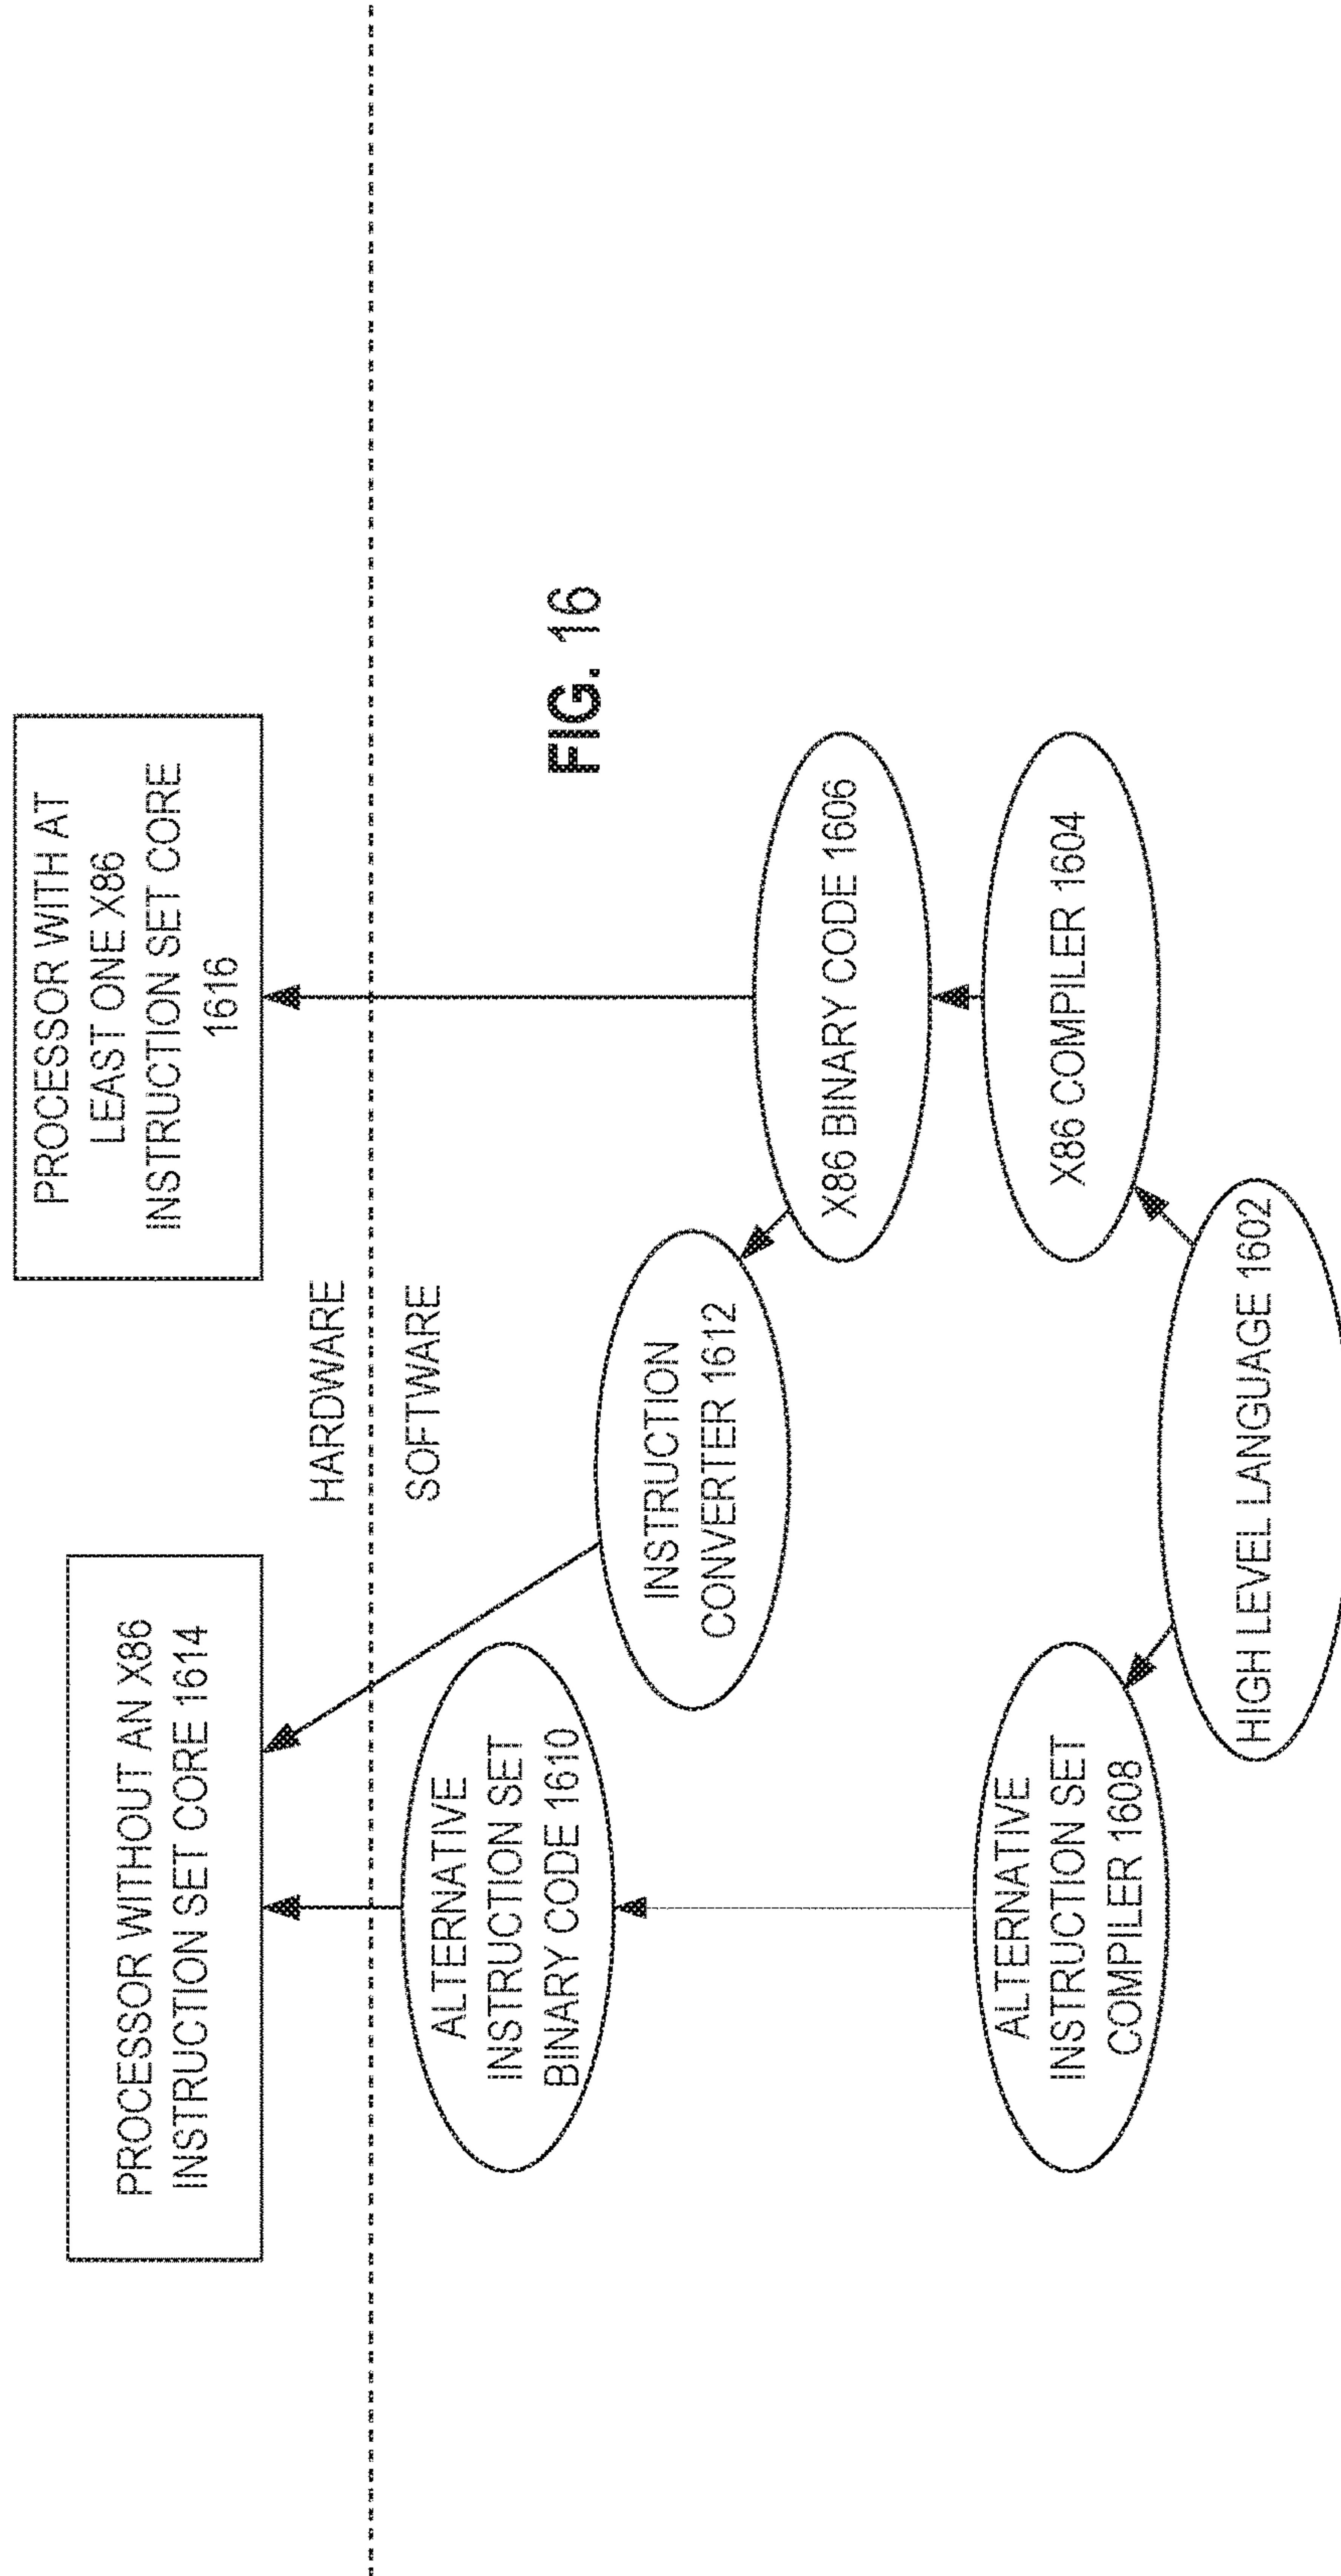 PROCESSOR WITHOUT AN X86
INSTRUCTION SET CORE 1614
PROCESSOR WITH AT
LEAST ONE X86
INSTRUCTION SET CORE
1616
HARDWARE
SOFTWARE
ALTERNATIVE
INSTRUCTION SET
BINARY CODE 1610
INSTRUCTION
CONVERTER 1612
FIG. 16
X86 BINARY CODE 1606
ALTERNATIVE
INSTRUCTION SET
COMPILER 1608
X86 COMPILER 1604
HIGH LEVEL LANGUAGE 1602